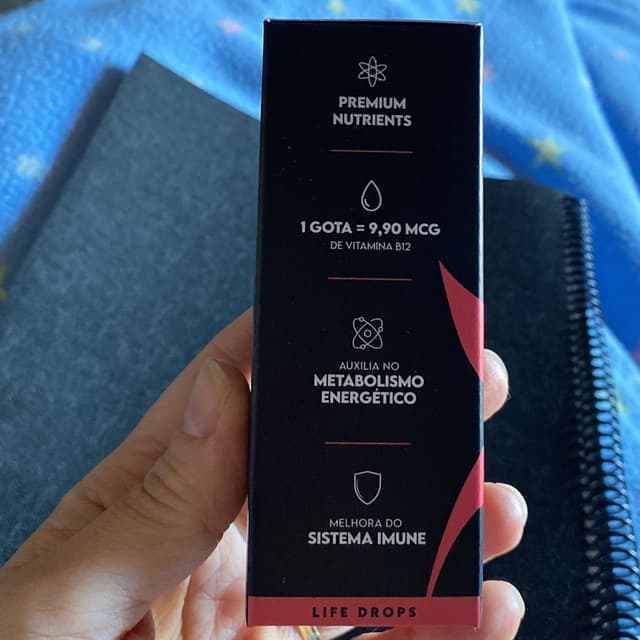 PREMIUM
NUTRIENTS
1 GOTA = 9,90 MCG
DE VITAMINA B12
AUXILIA NO
METABOLISMO
ENERGÉTICO
MELHORA DO
SISTEMA IMUNE
LIFE DROPS